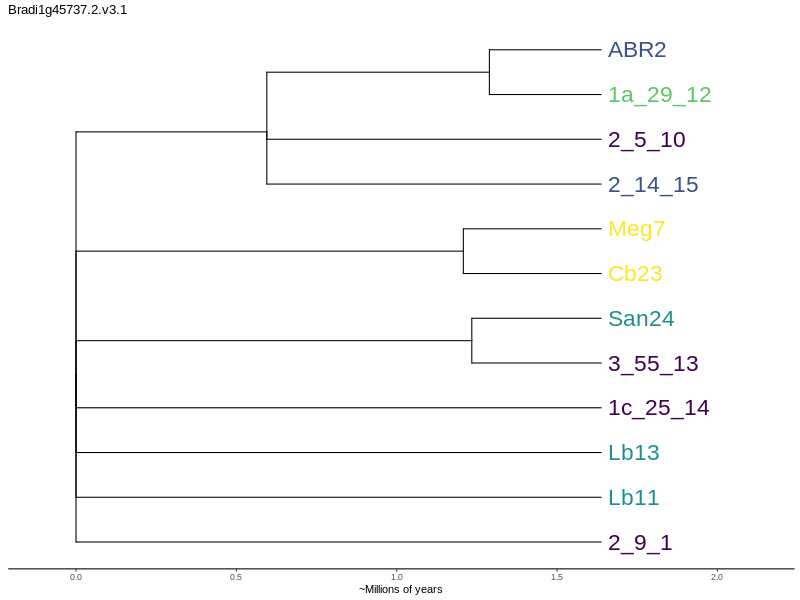 Bradi1g45737.2.v3.1
ABR2
1a_29_12
2_5_10
2_14_15
Meg7
Cb23
San24
3_55_13
1c_25_14
Lb13
Lb11
2_9_1
0.0 0.5 1.0 1.5 2.0
~Millions of years